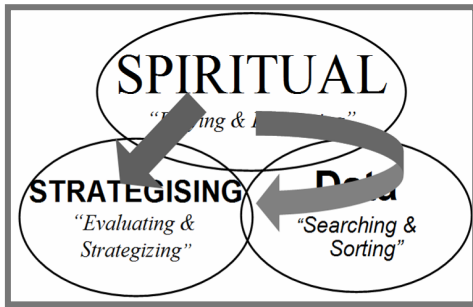 SPIRITUAL
& 
STRATEGISING
“Evaluating &
Strategizing”
Data
“Searching &
Sorting”